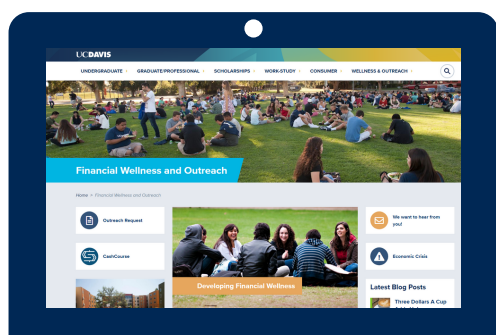 UCDAVIS
UNDERGRADUATE GRADUATE/PROFESSIONAL SCHOLARSHIPS WORK-STUDY CONSUMER WELLNESS & OUTREACH
Financial Wellness and Outreach
Home > Financial Wellness and Outreach
Outreach Request
CashCourse
Developing Financial Wellness
We want to hear from
you!
Economic Crisis
Latest Blog Posts
Three Dollars A Cup